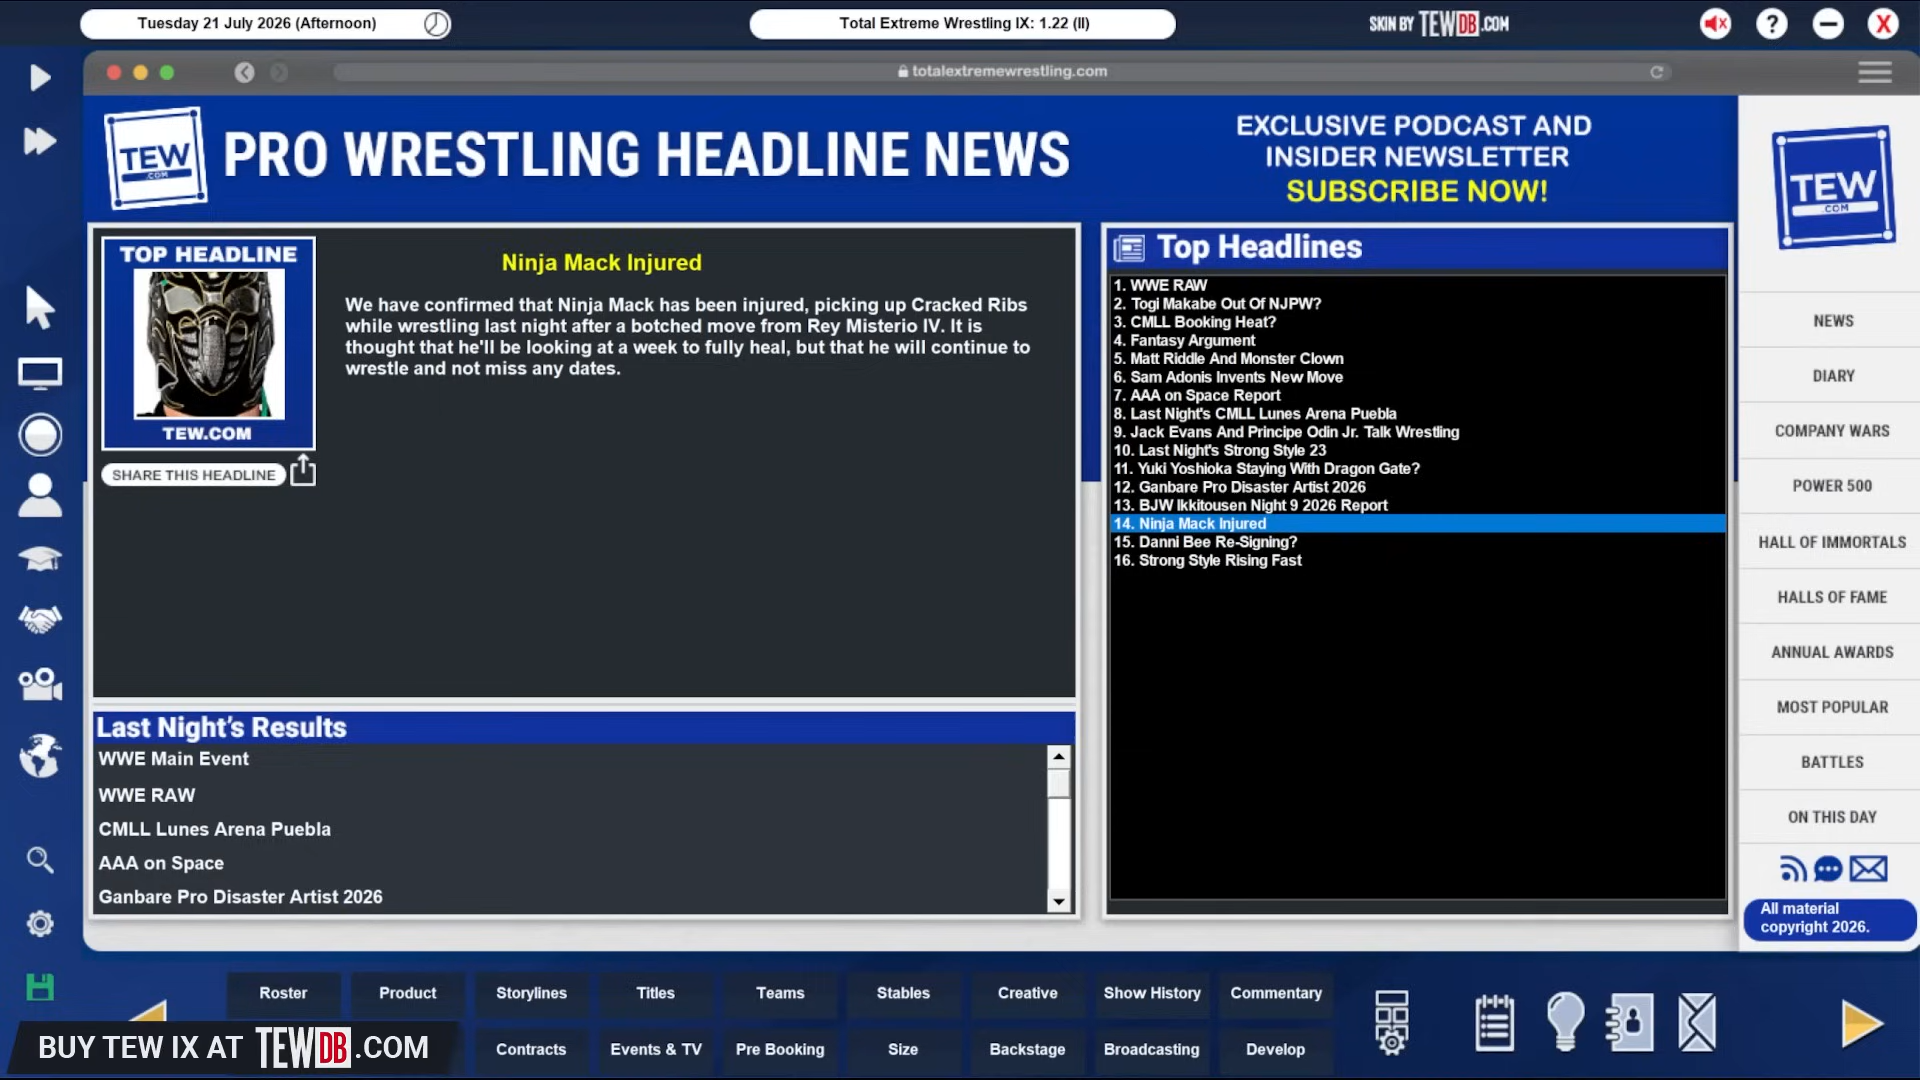 Tuesday 21 July 2026 (Afternoon)
Total Extreme Wrestling IX: 1.22 (II)
SKIN BY TEWDB.COM
?
X
totalextremewrestling.com
TEW
.COM
PRO WRESTLING HEADLINE NEWS
EXCLUSIVE PODCAST AND
INSIDER NEWSLETTER
SUBSCRIBE NOW!
TEW
.COM
TOP HEADLINE
TEW.COM
SHARE THIS HEADLINE
Ninja Mack Injured
We have confirmed that Ninja Mack has been injured, picking up Cracked Ribs
while wrestling last night after a botched move from Rey Misterio IV. It is
thought that he'll be looking at a week to fully heal, but that he will continue to
wrestle and not miss any dates.
Last Night's Results
WWE Main Event
WWE RAW
CMLL Lunes Arena Puebla
AAA on Space
Ganbare Pro Disaster Artist 2026
Top Headlines
1. WWE RAW
2. Togi Makabe Out Of NJPW?
3. CMLL Booking Heat?
4. Fantasy Argument
5. Matt Riddle And Monster Clown
6. Sam Adonis Invents New Move
7. AAA on Space Report
8. Last Night's CMLL Lunes Arena Puebla
9. Jack Evans And Principe Odin Jr. Talk Wrestling
10. Last Night's Strong Style 23
11. Yuki Yoshioka Staying With Dragon Gate?
12. Ganbare Pro Disaster Artist 2026
13. BJW Ikkitousen Night 9 2026 Report
14. Ninja Mack Injured
15. Danni Bee Re-Signing?
16. Strong Style Rising Fast
NEWS
DIARY
COMPANY WARS
POWER 500
HALL OF IMMORTALS
HALLS OF FAME
ANNUAL AWARDS
MOST POPULAR
BATTLES
ON THIS DAY
All material
copyright 2026.
Roster
Product
Storylines
Titles
Teams
Stables
Creative
Show History
Commentary
Contracts
Events & TV
Pre Booking
Size
Backstage
Broadcasting
Develop
BUY TEW IX AT TEWDB.COM